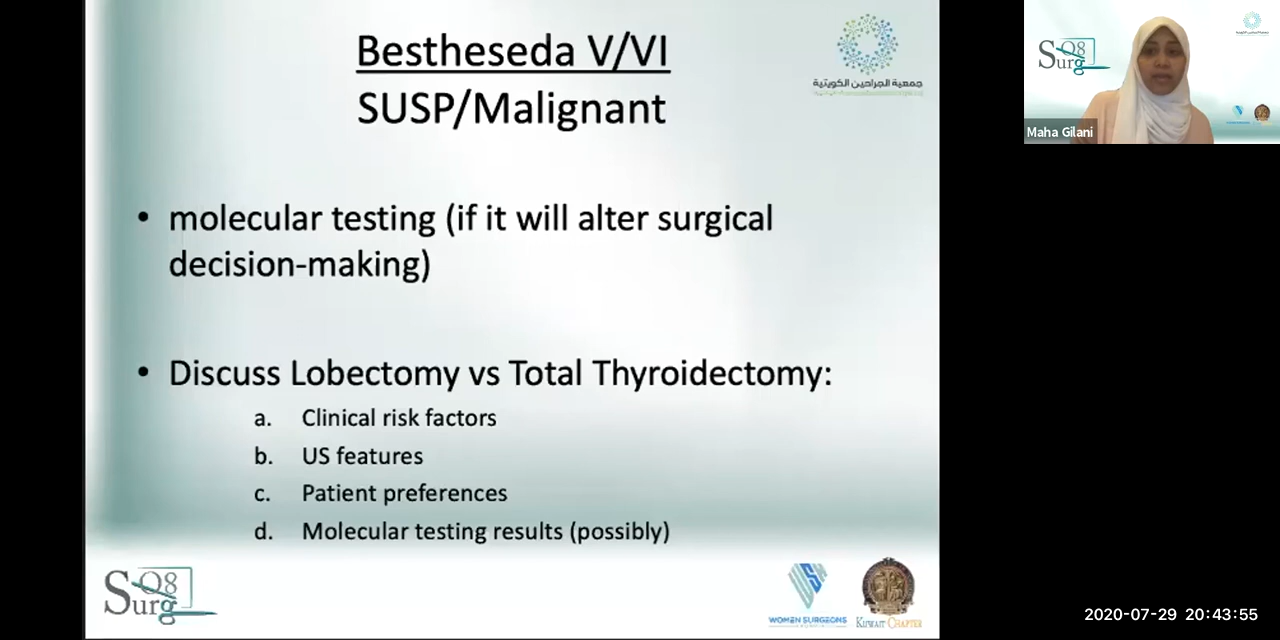 Bestheseda V/VI
SUSP/Malignant
جمعية الجراحين الكويتية
• molecular testing (if it will alter surgical
decision-making)
• Discuss Lobectomy vs Total Thyroidectomy:
a. Clinical risk factors
b. US features
c. Patient preferences
d. Molecular testing results (possibly)
Q8
Surg
WOMEN SURGEONS
KUWAIT CHAPTER
Q8
Surg
Maha Gilani
2020-07-29 20:43:55